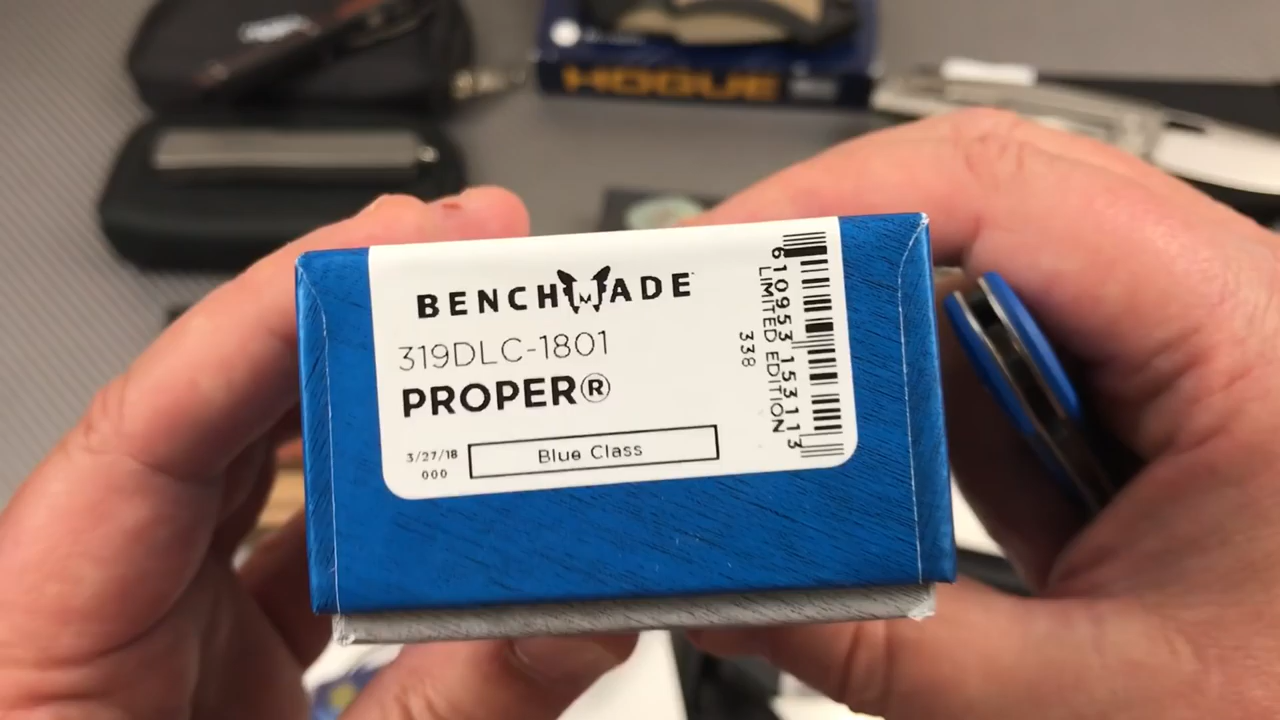 HOGUE
BENCHMADE
319DLC-1801
PROPER®
3/27/18
000
Blue Class
610953 153113
LIMITED EDITION
338